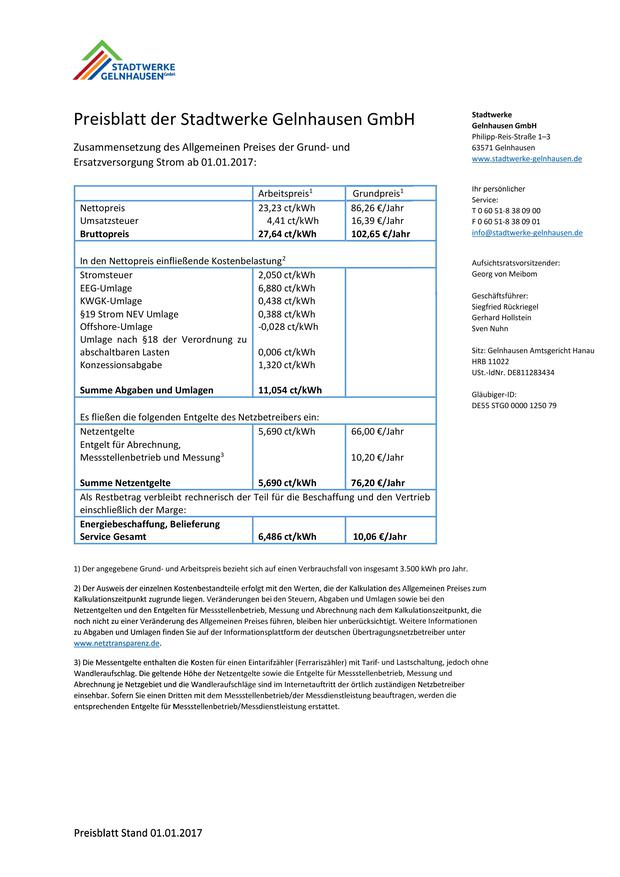 STADTWERKE
GELNHAUSEN GmbH
Preisblatt der Stadtwerke Gelnhausen GmbH
Zusammensetzung des Allgemeinen Preises der Grund- und
Ersatzversorgung Strom ab 01.01.2017:
Arbeitspreis¹ Grundpreis¹
Nettopreis 23,23 ct/kWh 86,26 €/Jahr
Umsatzsteuer 4,41 ct/kWh 16,39 €/Jahr
Bruttopreis 27,64 ct/kWh 102,65 €/Jahr
In den Nettopreis einfließende Kostenbelastung²
Stromsteuer 2,050 ct/kWh
EEG-Umlage 6,880 ct/kWh
KWGK-Umlage 0,438 ct/kWh
§19 Strom NEV Umlage 0,388 ct/kWh
Offshore-Umlage -0,028 ct/kWh
Umlage nach §18 der Verordnung zu
abschaltbaren Lasten 0,006 ct/kWh
Konzessionsabgabe 1,320 ct/kWh
Summe Abgaben und Umlagen 11,054 ct/kWh
Es fließen die folgenden Entgelte des Netzbetreibers ein:
Netzentgelte 5,690 ct/kWh 66,00 €/Jahr
Entgelt für Abrechnung,
Messstellenbetrieb und Messung³ 10,20 €/Jahr
Summe Netzentgelte 5,690 ct/kWh 76,20 €/Jahr
Als Restbetrag verbleibt rechnerisch der Teil für die Beschaffung und den Vertrieb
einschließlich der Marge:
Energiebeschaffung, Belieferung
Service Gesamt 6,486 ct/kWh 10,06 €/Jahr
1) Der angegebene Grund- und Arbeitspreis bezieht sich auf einen Verbrauchsfall von insgesamt 3.500 kWh pro Jahr.
2) Der Ausweis der einzelnen Kostenbestandteile erfolgt mit den Werten, die der Kalkulation des Allgemeinen Preises zum
Kalkulationszeitpunkt zugrunde liegen. Veränderungen bei den Steuern, Abgaben und Umlagen sowie bei den
Netzentgelten und den Entgelten für Messstellenbetrieb, Messung und Abrechnung nach dem Kalkulationszeitpunkt, die
noch nicht zu einer Veränderung des Allgemeinen Preises führen, bleiben hier unberücksichtigt. Weitere Informationen
zu Abgaben und Umlagen finden Sie auf der Informationsplattform der deutschen Übertragungsnetzbetreiber unter
www.netztransparenz.de.
3) Die Messentgelte enthalten die Kosten für einen Eintarifzähler (Ferrariszähler) mit Tarif- und Lastschaltung, jedoch ohne
Wandleraufschlag. Die geltende Höhe der Netzentgelte sowie die Entgelte für Messstellenbetrieb, Messung und
Abrechnung je Netzgebiet und die Wandleraufschläge sind im Internetauftritt der örtlich zuständigen Netzbetreiber
einsehbar. Sofern Sie einen Dritten mit dem Messstellenbetrieb/der Messdienstleistung beauftragen, werden die
entsprechenden Entgelte für Messstellenbetrieb/Messdienstleistung erstattet.
Preisblatt Stand 01.01.2017
Stadtwerke
Gelnhausen GmbH
Philipp-Reis-Straße 1–3
63571 Gelnhausen
www.stadtwerke-gelnhausen.de
Ihr persönlicher
Service:
T 0 60 51-8 38 09 00
F 0 60 51-8 38 09 01
info@stadtwerke-gelnhausen.de
Aufsichtsratsvorsitzender:
Georg von Meibom
Geschäftsführer:
Siegfried Rückriegel
Gerhard Hollstein
Sven Nuhn
Sitz: Gelnhausen Amtsgericht Hanau
HRB 11022
USt.-IdNr. DE811283434
Gläubiger-ID:
DE55 STG0 0000 1250 79